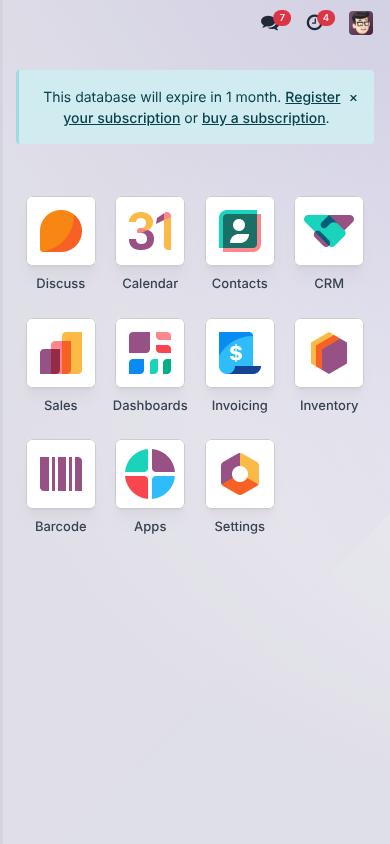 7 4
This database will expire in 1 month. Register ×
your subscription or buy a subscription.
31
Discuss Calendar Contacts CRM
$
Sales Dashboards Invoicing Inventory
Barcode Apps Settings